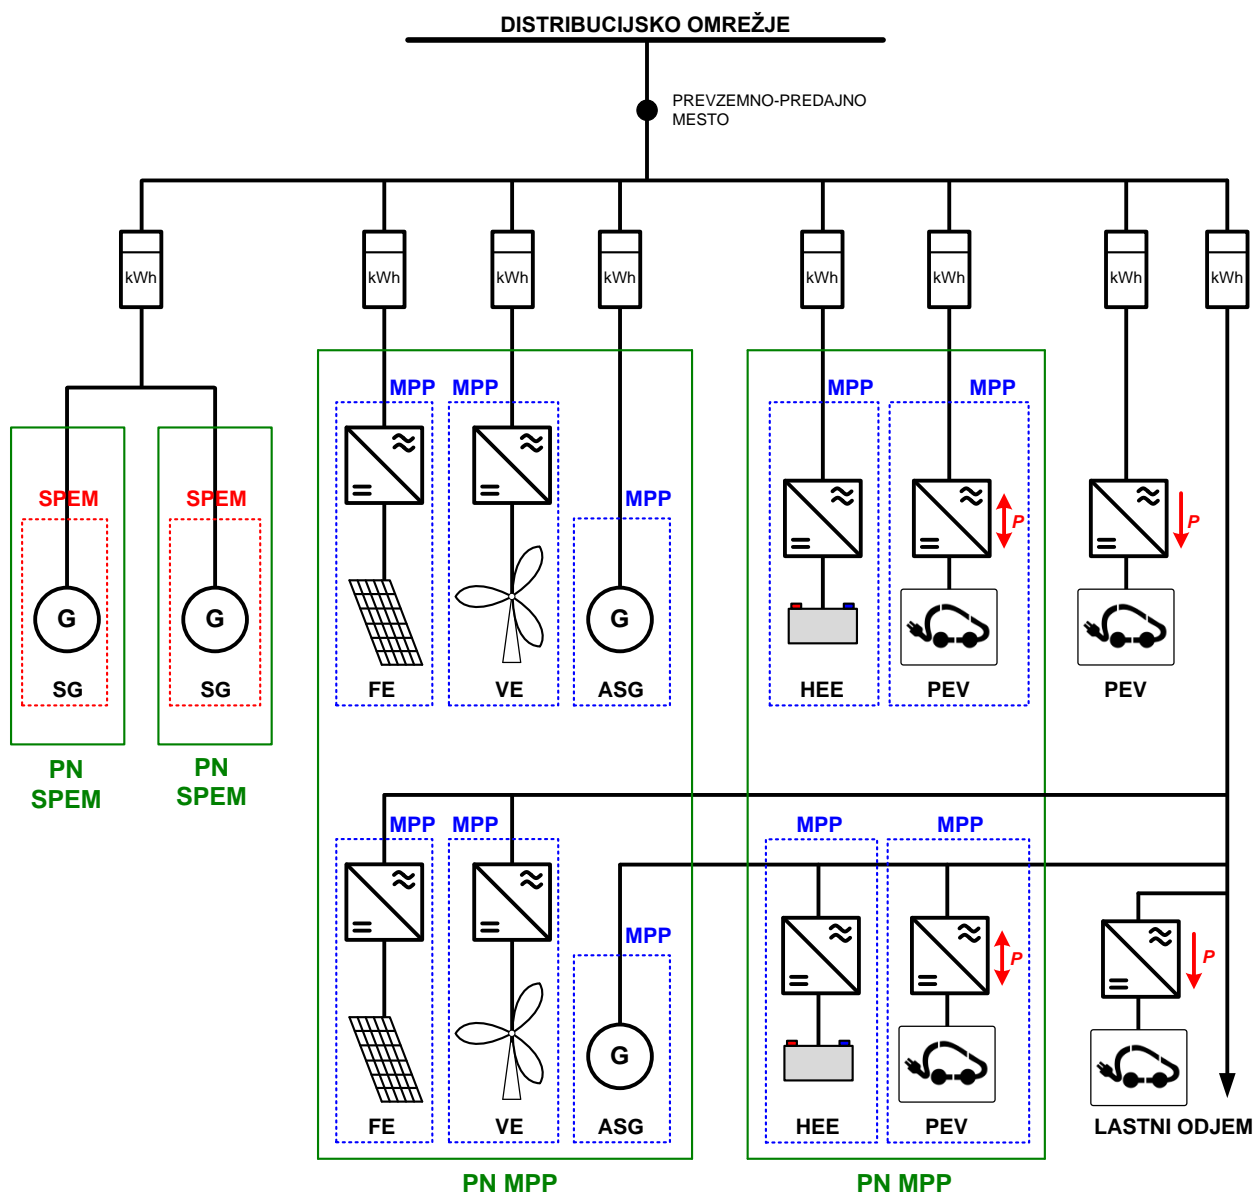 DISTRIBUCIJSKO OMREŽJE
PREVZEMNO-PREDAJNO
MESTO
kWh
kWh
kWh
kWh
kWh
kWh
kWh
kWh
MPP
MPP
MPP
MPP
SPEM
SPEM
MPP
P
P
G
G
G
SG
SG
FE
VE
ASG
HEE
PEV
PEV
PN
SPEM
PN
SPEM
MPP
MPP
MPP
MPP
MPP
P
P
G
FE
VE
ASG
HEE
PEV
LASTNI ODJEM
PN MPP
PN MPP